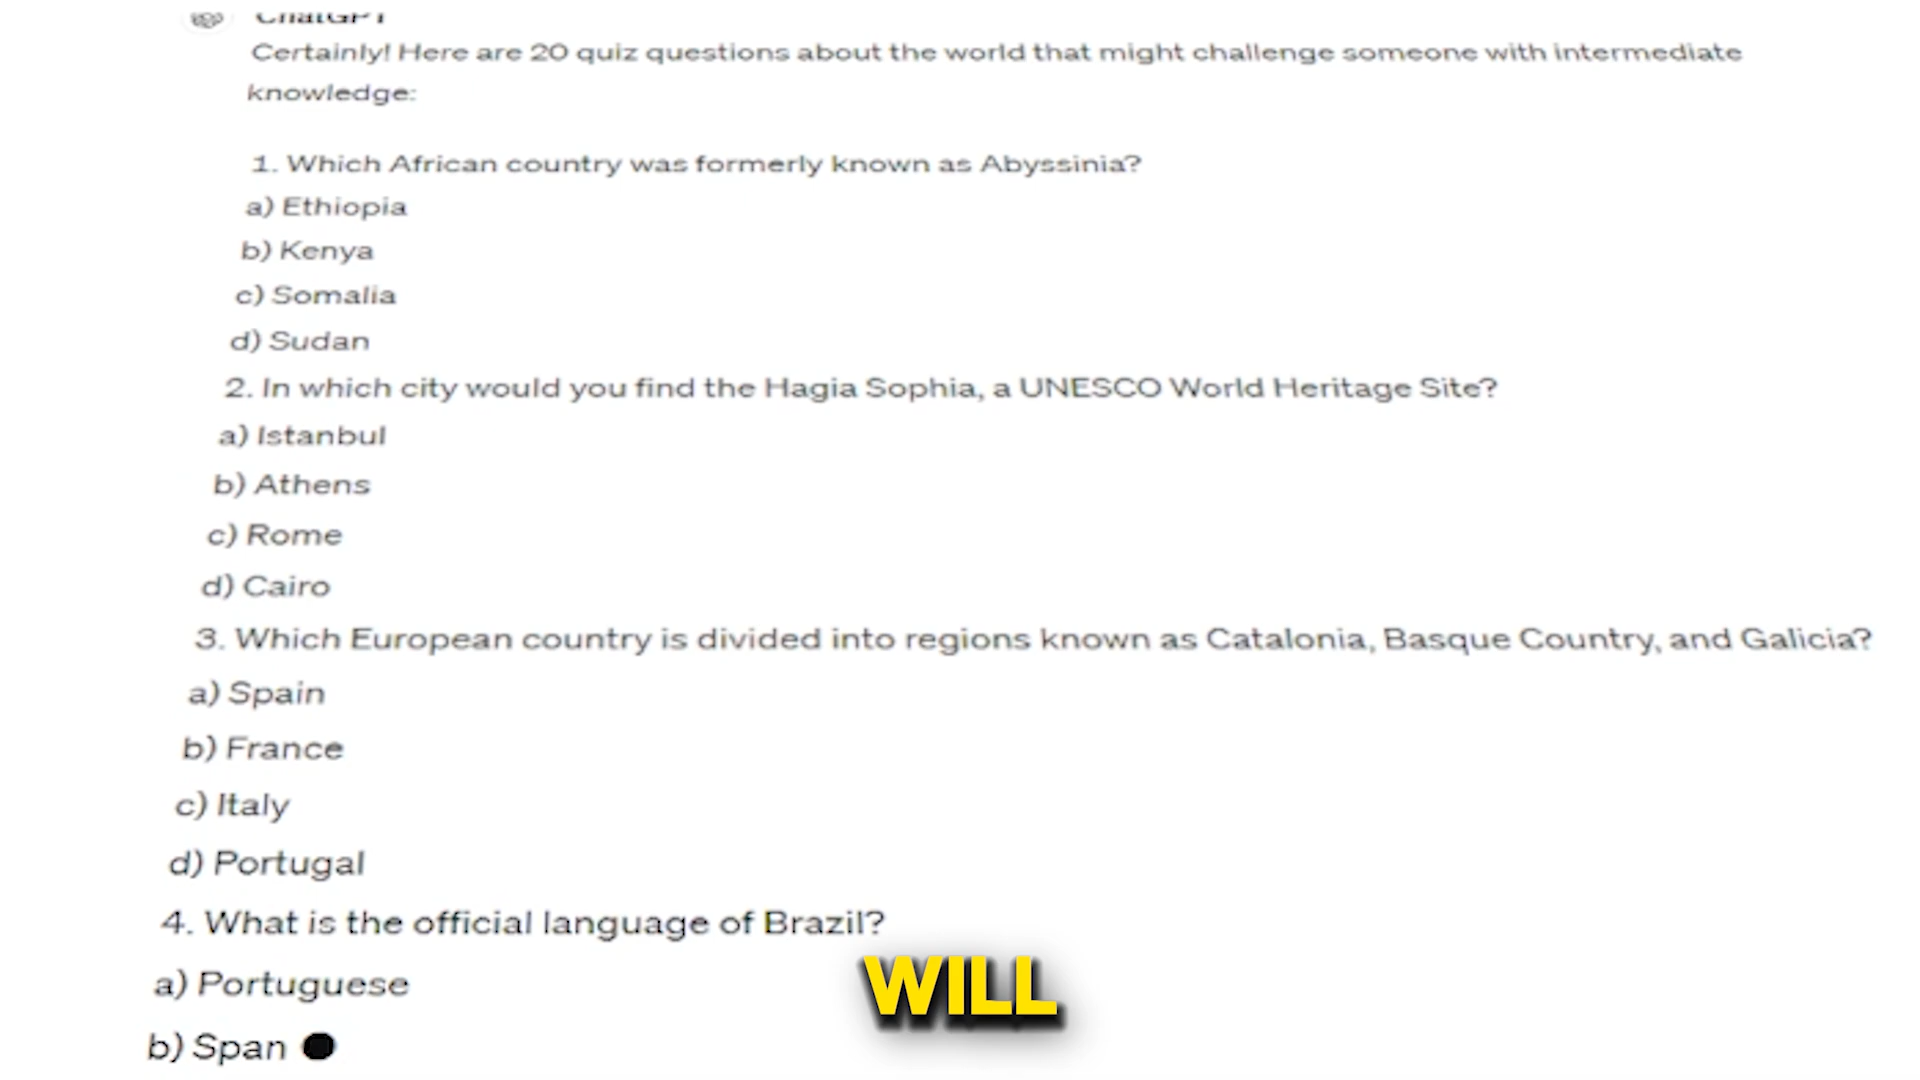 ChatGPT
Certainly! Here are 20 quiz questions about the world that might challenge someone with intermediate
knowledge:
1. Which African country was formerly known as Abyssinia?
a) Ethiopia
b) Kenya
c) Somalia
d) Sudan
2. In which city would you find the Hagia Sophia, a UNESCO World Heritage Site?
a) Istanbul
b) Athens
c) Rome
d) Cairo
3. Which European country is divided into regions known as Catalonia, Basque Country, and Galicia?
a) Spain
b) France
c) Italy
d) Portugal
4. What is the official language of Brazil?
a) Portuguese
WILL
b) Span